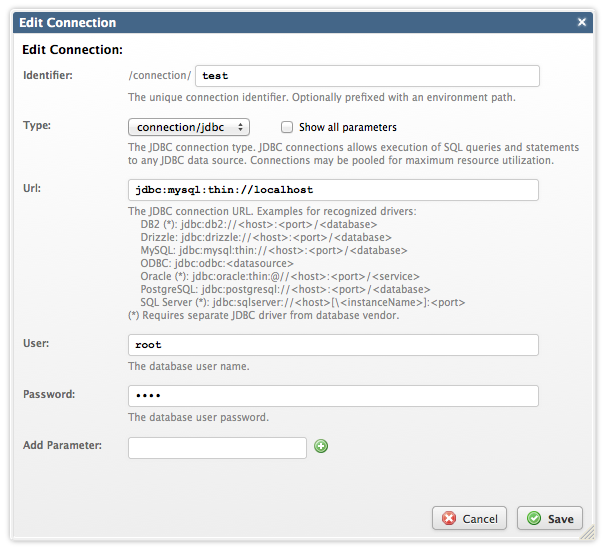 Edit Connection
Edit Connection:
Identifier: /connection/ test
The unique connection identifier. Optionally prefixed with an environment path.
Type: connection/jdbc Show all parameters
The JDBC connection type. JDBC connections allows execution of SQL queries and statements
to any JDBC data source. Connections may be pooled for maximum resource utilization.
Url: jdbc:mysql:thin://localhost
The JDBC connection URL. Examples for recognized drivers:
DB2 (*): jdbc:db2://<host>:<port>/<database>
Drizzle: jdbc:drizzle://<host>:<port>/<database>
MySQL: jdbc:mysql:thin://<host>:<port>/<database>
ODBC: jdbc:odbc:<datasource>
Oracle (*): jdbc:oracle:thin:@//<host>:<port>/<service>
PostgreSQL: jdbc:postgresql://<host>:<port>/<database>
SQL Server (*): jdbc:sqlserver://<host>[\<instanceName>]:<port>
(*) Requires separate JDBC driver from database vendor.
User: root
The database user name.
Password: ••••
The database user password.
Add Parameter:
Cancel Save